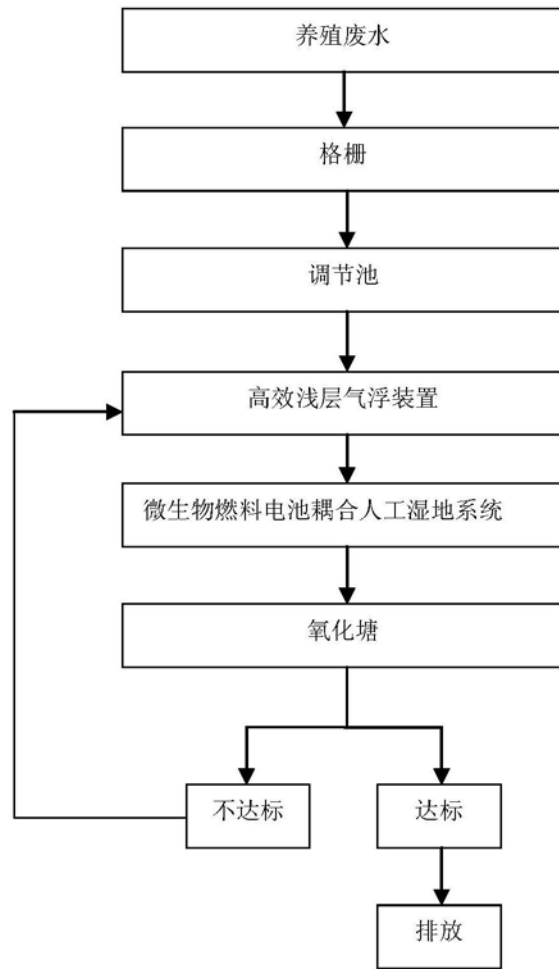 养殖废水
格栅
调节池
高效浅层气浮装置
微生物燃料电池耦合人工湿地系统
氧化塘
不达标
达标
排放